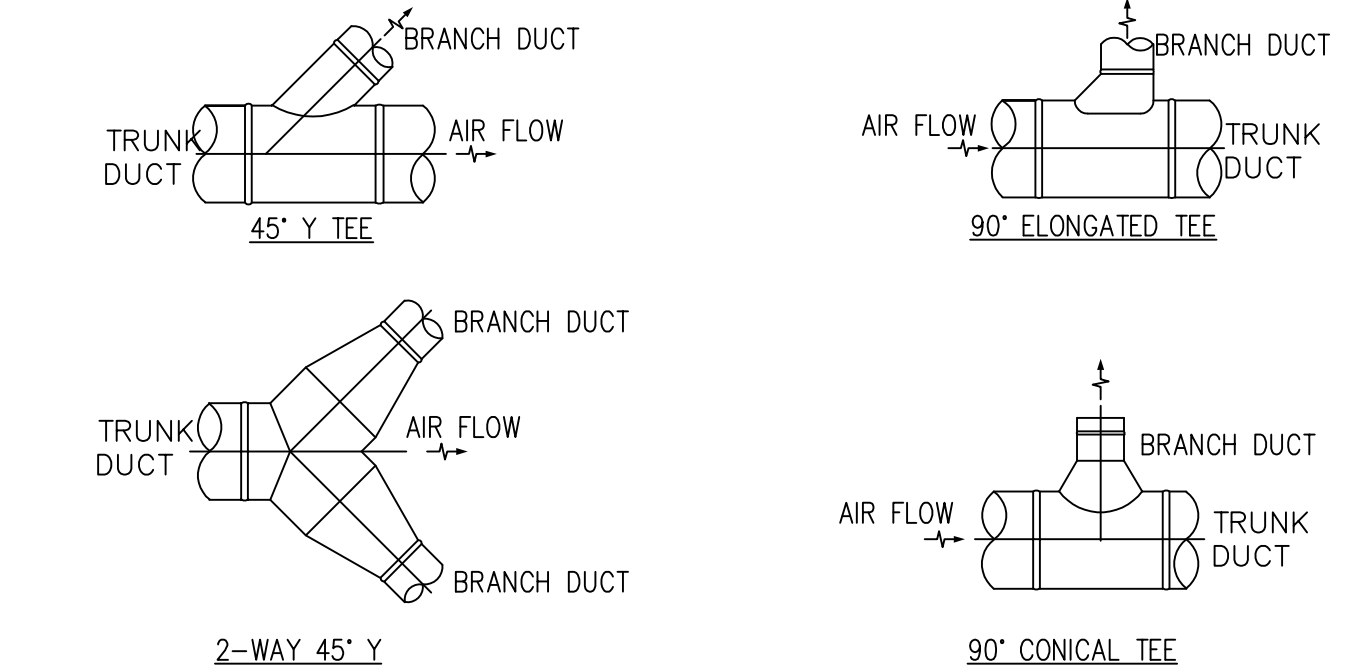 BRANCH DUCT
AIR FLOW
TRUNK
DUCT
45° Y TEE
BRANCH DUCT
AIR FLOW
TRUNK
DUCT
90° ELONGATED TEE
BRANCH DUCT
TRUNK
DUCT
AIR FLOW
BRANCH DUCT
2-WAY 45° Y
BRANCH DUCT
AIR FLOW
TRUNK
DUCT
90° CONICAL TEE